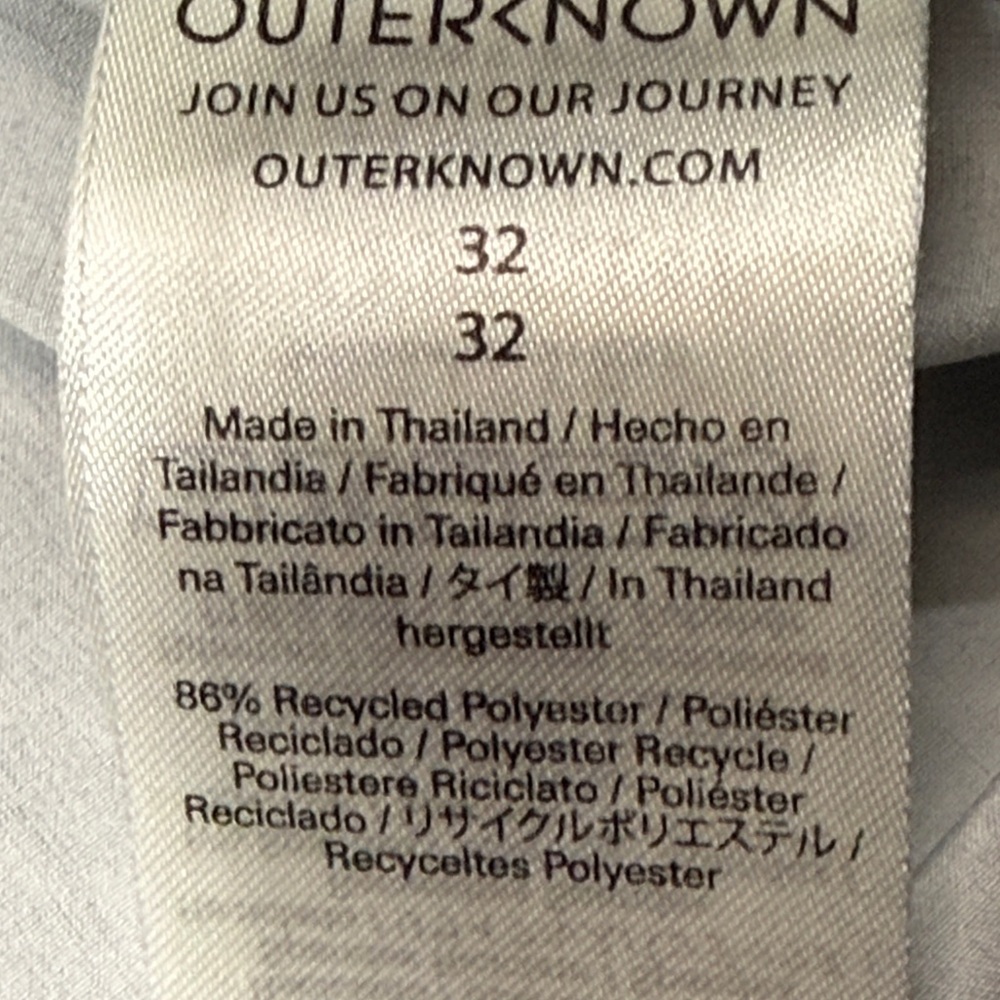 OUTERKNOWN
JOIN US ON OUR JOURNEY
OUTERKNOWN.COM
32
32
Made in Thailand / Hecho en
Tailandia / Fabriqué en Thaïlande /
Fabbricato in Tailandia / Fabricado
na Tailândia / タイ製 / In Thailand
hergestellt
86% Recycled Polyester / Poliéster
Reciclado / Polyester Recycle /
Poliestere Riciclato / Poliéster
Reciclado / リサイクルポリエステル /
Recyceltes Polyester